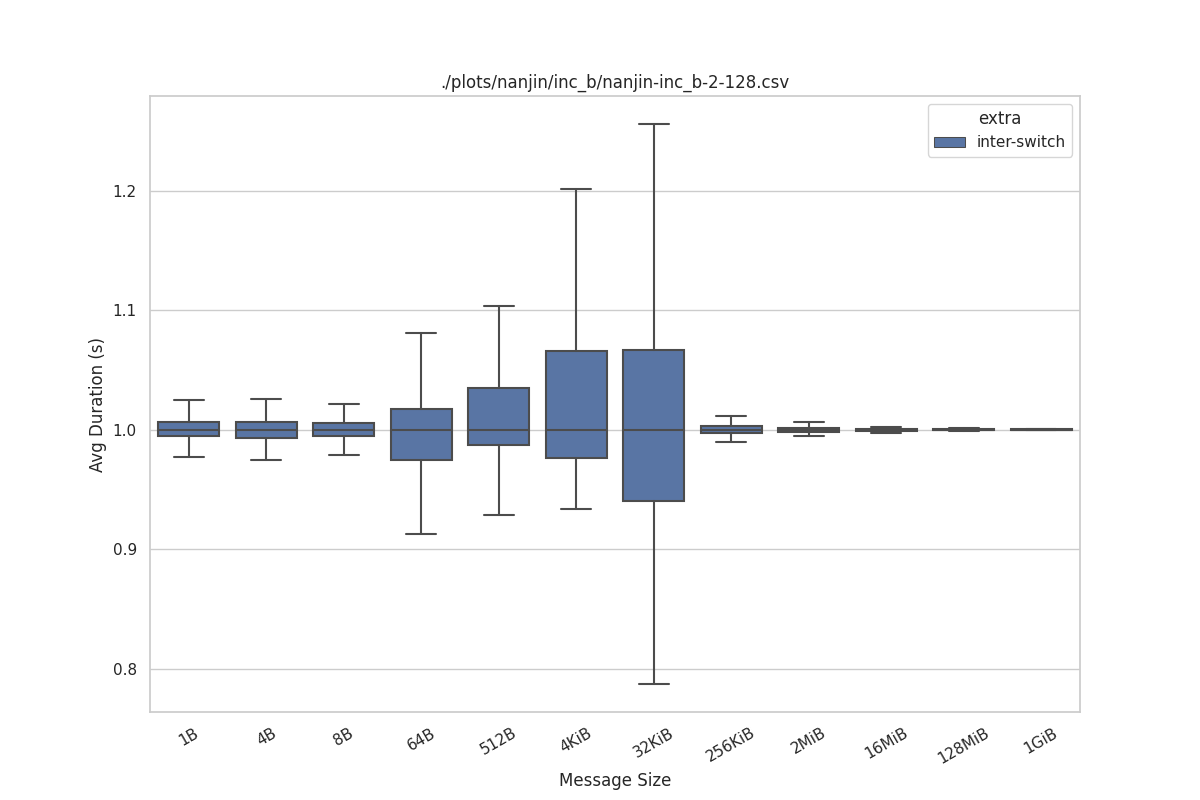 ./plots/nanjin/inc_b/nanjin-inc_b-2-128.csv
extra
inter-switch
Avg Duration (s)
1.2
1.1
1.0
0.9
0.8
1B 4B 8B 64B 512B 4KiB 32KiB 256KiB 2MiB 16MiB 128MiB 1GiB
Message Size